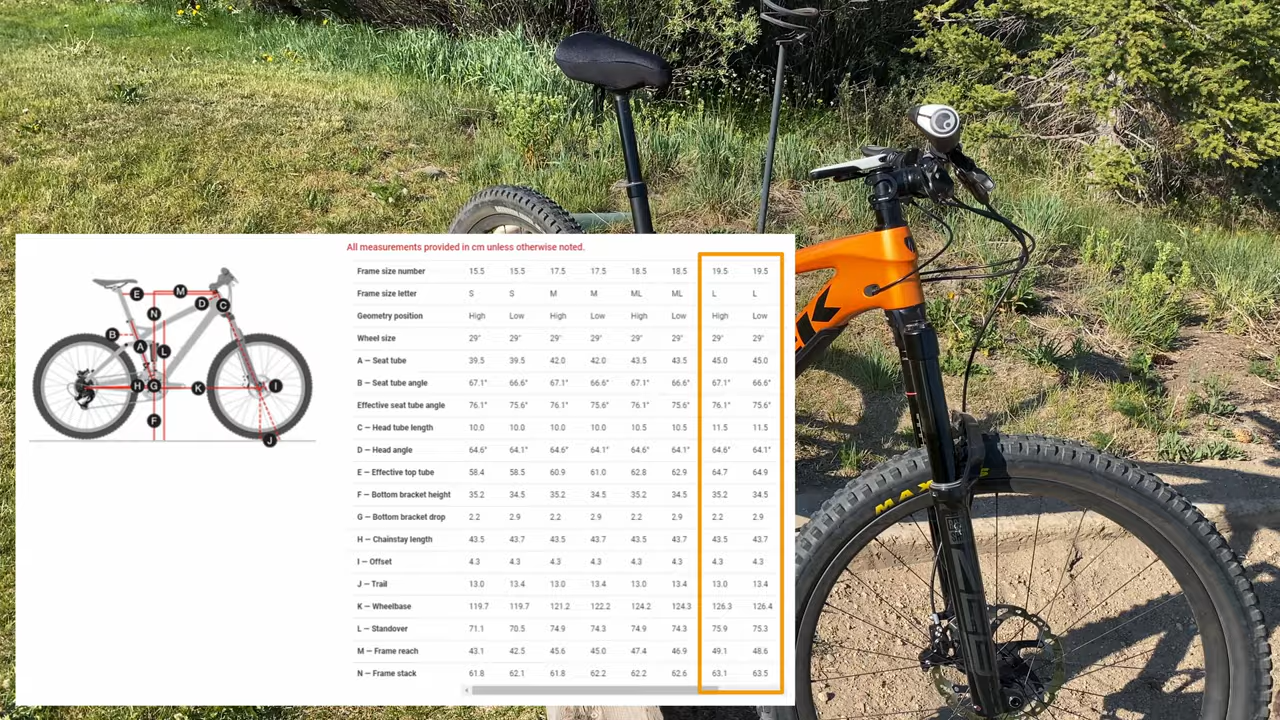 All measurements provided in cm unless otherwise noted.
Frame size number 15.5 15.5 17.5 17.5 18.5 18.5 19.5 19.5
Frame size letter S S M M ML ML L L
Geometry position High Low High Low High Low High Low
Wheel size 29" 29" 29" 29" 29" 29" 29" 29"
A — Seat tube 39.5 39.5 42.0 42.0 43.5 43.5 45.0 45.0
B — Seat tube angle 67.1° 66.6° 67.1° 66.6° 67.1° 66.6° 67.1° 66.6°
Effective seat tube angle 76.1° 75.6° 76.1° 75.6° 76.1° 75.6° 76.1° 75.6°
C — Head tube length 10.0 10.0 10.0 10.0 10.5 10.5 11.5 11.5
D — Head angle 64.6° 64.1° 64.6° 64.1° 64.6° 64.1° 64.6° 64.1°
E — Effective top tube 58.4 58.5 60.9 61.0 62.8 62.9 64.7 64.9
F — Bottom bracket height 35.2 34.5 35.2 34.5 35.2 34.5 35.2 34.5
G — Bottom bracket drop 2.2 2.9 2.2 2.9 2.2 2.9 2.2 2.9
H — Chainstay length 43.5 43.7 43.5 43.7 43.5 43.7 43.5 43.7
I — Offset 4.3 4.3 4.3 4.3 4.3 4.3 4.3 4.3
J — Trail 13.0 13.4 13.0 13.4 13.0 13.4 13.0 13.4
K — Wheelbase 119.7 119.7 121.2 122.2 124.2 124.3 126.3 126.4
L — Standover 71.1 70.5 74.9 74.3 74.9 74.3 75.9 75.3
M — Frame reach 43.1 42.5 45.6 45.0 47.4 46.9 49.1 48.6
N — Frame stack 61.8 62.1 61.8 62.2 62.2 62.6 63.1 63.5
E M
D C
N
B
A L
H G K I
F
J
MAX